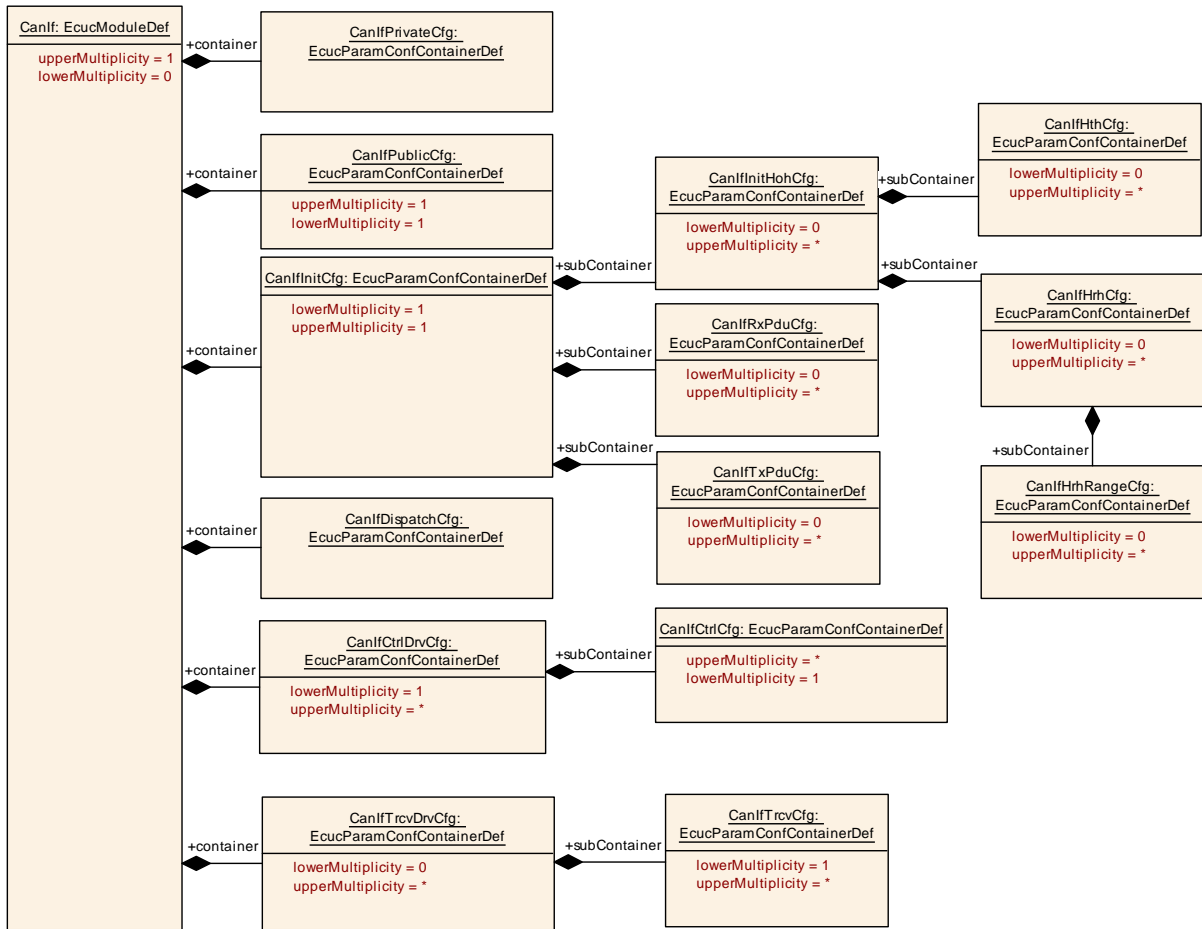 CanIf: EcucModuleDef
upperMultiplicity = 1
lowerMultiplicity = 0
+container
CanIfPrivateCfg:
EcucParamConfContainerDef
+container
CanIfPublicCfg:
EcucParamConfContainerDef
upperMultiplicity = 1
lowerMultiplicity = 1
+container
CanIfInitCfg: EcucParamConfContainerDef
lowerMultiplicity = 1
upperMultiplicity = 1
+subContainer
CanIfInitHohCfg:
EcucParamConfContainerDef
lowerMultiplicity = 0
upperMultiplicity = *
+subContainer
CanIfHthCfg:
EcucParamConfContainerDef
lowerMultiplicity = 0
upperMultiplicity = *
+subContainer
CanIfHrhCfg:
EcucParamConfContainerDef
lowerMultiplicity = 0
upperMultiplicity = *
+subContainer
CanIfHrhRangeCfg:
EcucParamConfContainerDef
lowerMultiplicity = 0
upperMultiplicity = *
+subContainer
CanIfRxPduCfg:
EcucParamConfContainerDef
lowerMultiplicity = 0
upperMultiplicity = *
+subContainer
CanIfTxPduCfg:
EcucParamConfContainerDef
lowerMultiplicity = 0
upperMultiplicity = *
+container
CanIfDispatchCfg:
EcucParamConfContainerDef
+container
CanIfCtrlDrvCfg:
EcucParamConfContainerDef
lowerMultiplicity = 1
upperMultiplicity = *
+subContainer
CanIfCtrlCfg: EcucParamConfContainerDef
upperMultiplicity = *
lowerMultiplicity = 1
+container
CanIfTrcvDrvCfg:
EcucParamConfContainerDef
lowerMultiplicity = 0
upperMultiplicity = *
+subContainer
CanIfTrcvCfg:
EcucParamConfContainerDef
lowerMultiplicity = 1
upperMultiplicity = *